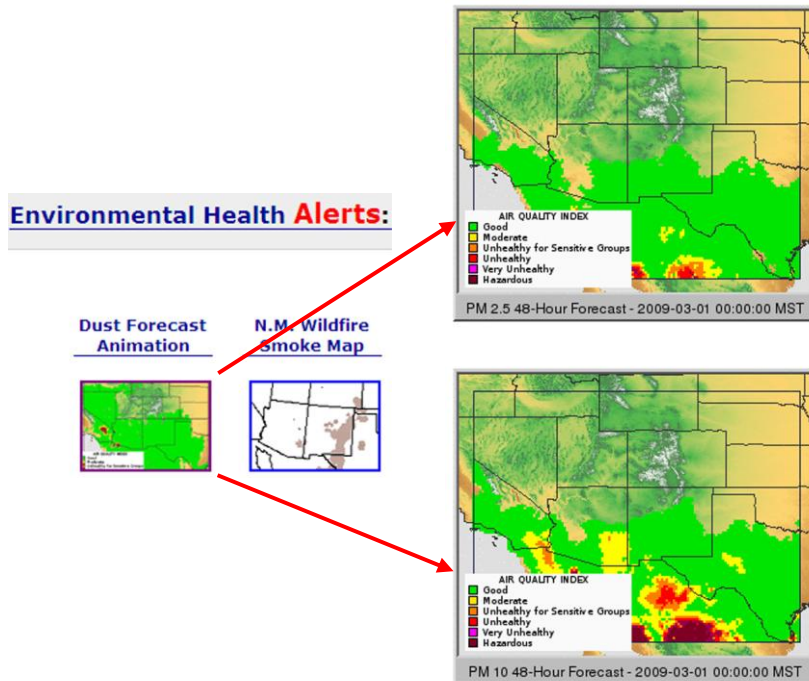 Environmental Health Alerts:
Dust Forecast
Animation
N.M. Wildfire
Smoke Map
AIR QUALITY INDEX
Good
Moderate
Unhealthy for Sensitive Groups
Unhealthy
Very Unhealthy
Hazardous
PM 2.5 48-Hour Forecast - 2009-03-01 00:00:00 MST
AIR QUALITY INDEX
Good
Moderate
Unhealthy for Sensitive Groups
Unhealthy
Very Unhealthy
Hazardous
PM 10 48-Hour Forecast - 2009-03-01 00:00:00 MST